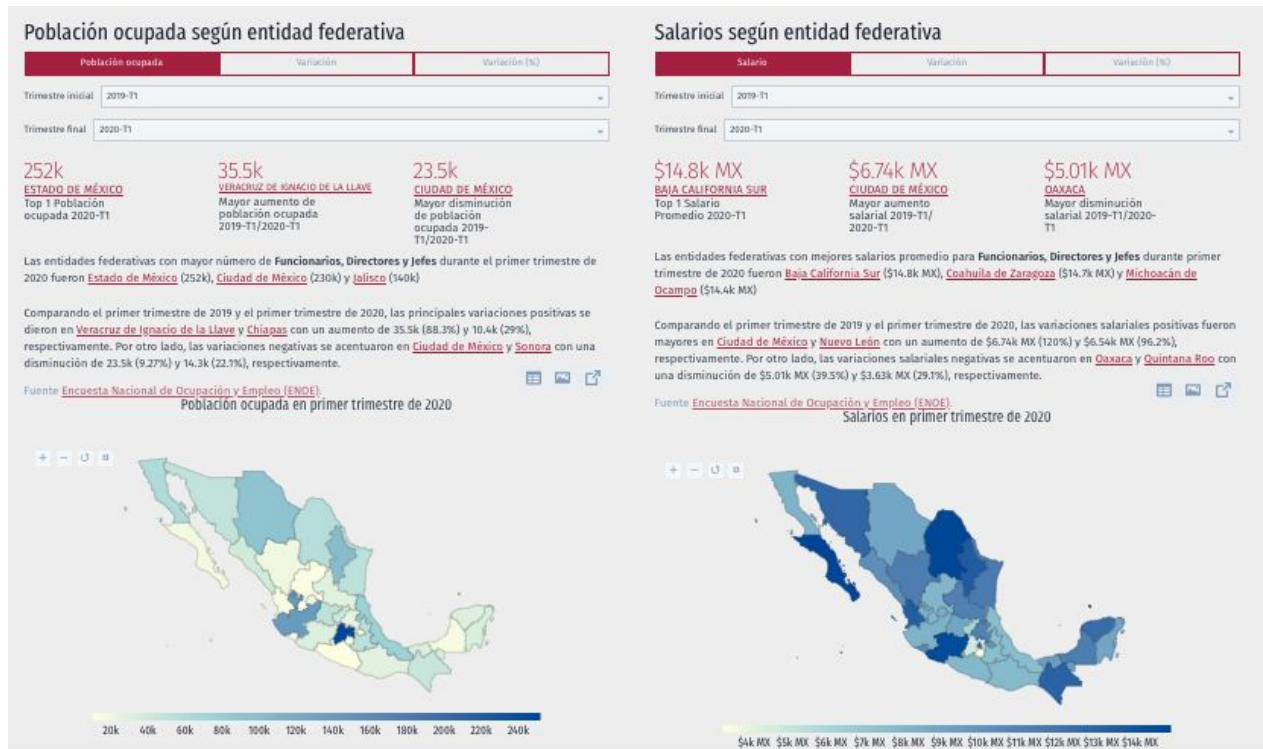 Población ocupada según entidad federativa
Población ocupada
Variación
Variación (%)
Trimestre inicial 2019-T1
Trimestre final 2020-T1
252k
ESTADO DE MÉXICO
Top 1 Población
ocupada 2020-T1
35.5k
VERACRUZ DE IGNACIO DE LA LLAVE
Mayor aumento de
población ocupada
2019-T1/2020-T1
23.5k
CIUDAD DE MÉXICO
Mayor disminución
de población
ocupada 2019-
T1/2020-T1
Las entidades federativas con mayor número de Funcionarios, Directores y Jefes durante el primer trimestre de
2020 fueron Estado de México (252k), Ciudad de México (230k) y Jalisco (140k)
Comparando el primer trimestre de 2019 y el primer trimestre de 2020, las principales variaciones positivas se
dieron en Veracruz de Ignacio de la Llave y Chiapas con un aumento de 35.5k (88.3%) y 10.4k (29%),
respectivamente. Por otro lado, las variaciones negativas se acentuaron en Ciudad de México y Sonora con una
disminución de 23.5k (9.27%) y 14.3k (22.1%), respectivamente.
Fuente Encuesta Nacional de Ocupación y Empleo (ENOE).
Población ocupada en primer trimestre de 2020
20k 40k 60k 80k 100k 120k 140k 160k 180k 200k 220k 240k
Salarios según entidad federativa
Salario
Variación
Variación (%)
Trimestre inicial 2019-T1
Trimestre final 2020-T1
$14.8k MX
BAJA CALIFORNIA SUR
Top 1 Salario
Promedio 2020-T1
$6.74k MX
CIUDAD DE MÉXICO
Mayor aumento
salarial 2019-T1/
2020-T1
$5.01k MX
OAXACA
Mayor disminución
salarial 2019-T1/2020-
T1
Las entidades federativas con mejores salarios promedio para Funcionarios, Directores y Jefes durante primer
trimestre de 2020 fueron Baja California Sur ($14.8k MX), Coahuila de Zaragoza ($14.7k MX) y Michoacán de
Ocampo ($14.4k MX)
Comparando el primer trimestre de 2019 y el primer trimestre de 2020, las variaciones salariales positivas fueron
mayores en Ciudad de México y Nuevo León con un aumento de $6.74k MX (120%) y $6.54k MX (96.2%),
respectivamente. Por otro lado, las variaciones salariales negativas se acentuaron en Oaxaca y Quintana Roo con
una disminución de $5.01k MX (39.5%) y $3.63k MX (29.1%), respectivamente.
Fuente Encuesta Nacional de Ocupación y Empleo (ENOE).
Salarios en primer trimestre de 2020
$4k MX $5k MX $6k MX $7k MX $8k MX $9k MX $10k MX $11k MX $12k MX $13k MX $14k MX